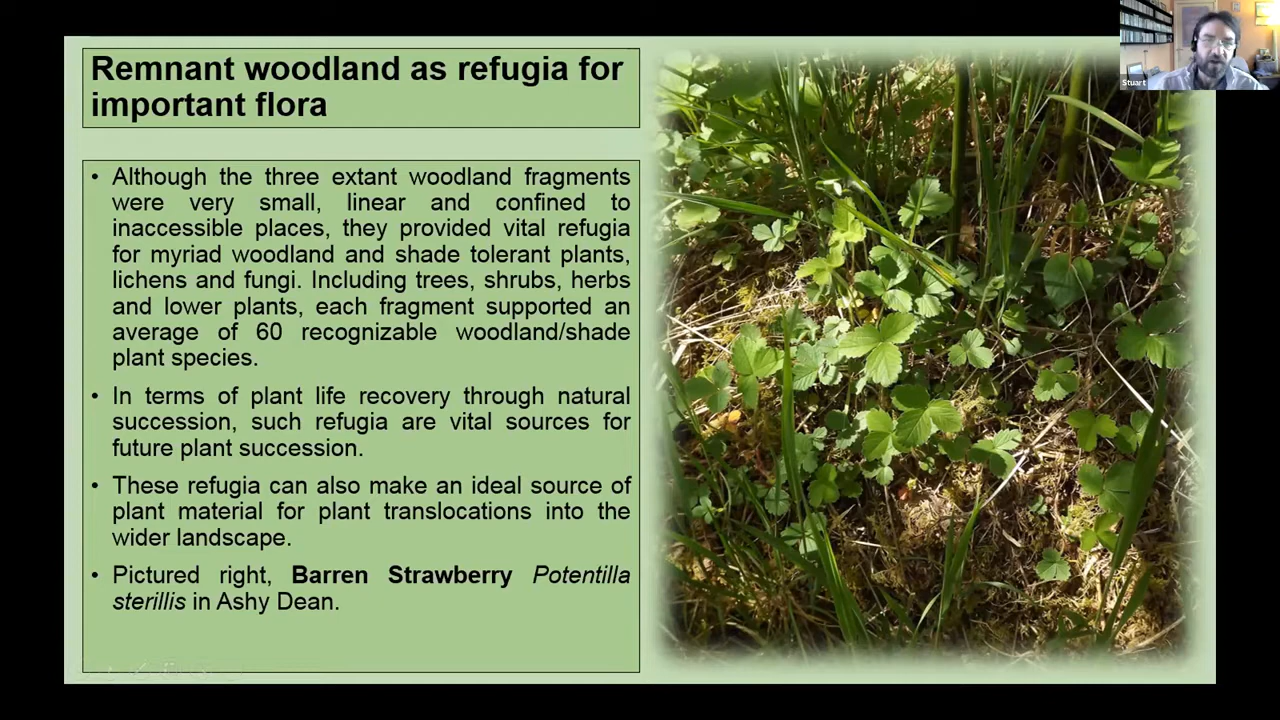 Remnant woodland as refugia for
important flora
Stuart
• Although the three extant woodland fragments
were very small, linear and confined to
inaccessible places, they provided vital refugia
for myriad woodland and shade tolerant plants,
lichens and fungi. Including trees, shrubs, herbs
and lower plants, each fragment supported an
average of 60 recognizable woodland/shade
plant species.
• In terms of plant life recovery through natural
succession, such refugia are vital sources for
future plant succession.
• These refugia can also make an ideal source of
plant material for plant translocations into the
wider landscape.
• Pictured right, Barren Strawberry Potentilla
sterillis in Ashy Dean.